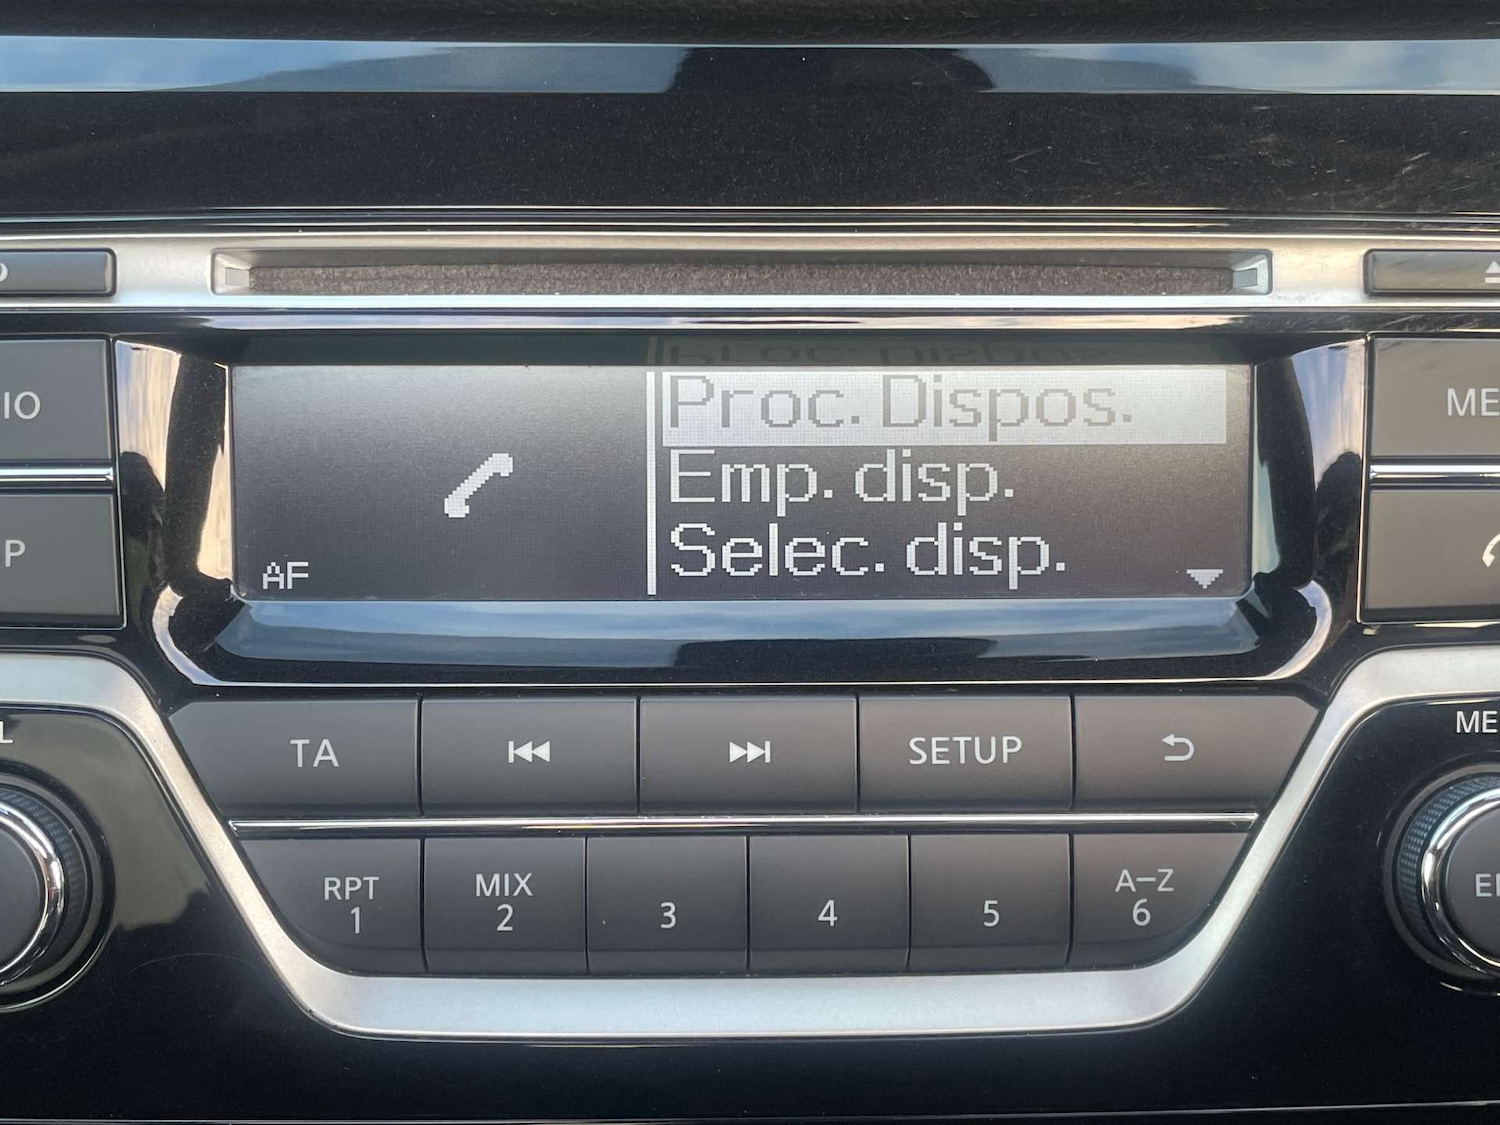 IO
ME
Proc. Dispos.
Emp. disp.
Selec. disp.
AF
P
L
ME
TA
SETUP
RPT
1
MIX
2
3
4
5
A–Z
6